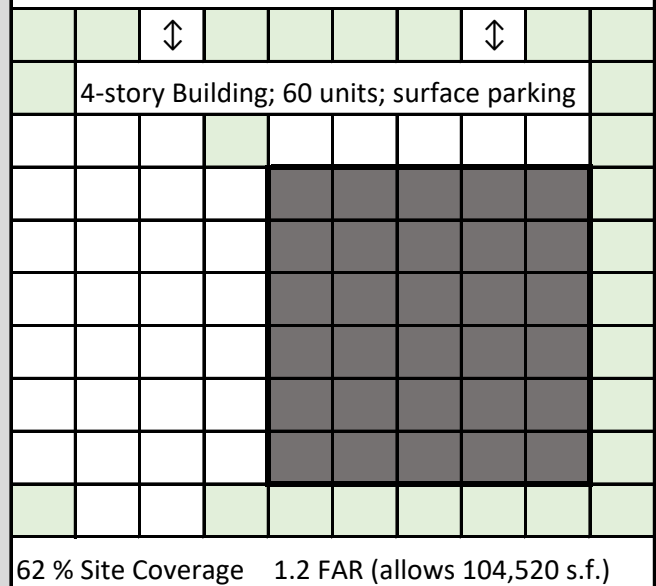 ↕ ↕
4-story Building; 60 units; surface parking
62 % Site Coverage 1.2 FAR (allows 104,520 s.f.)